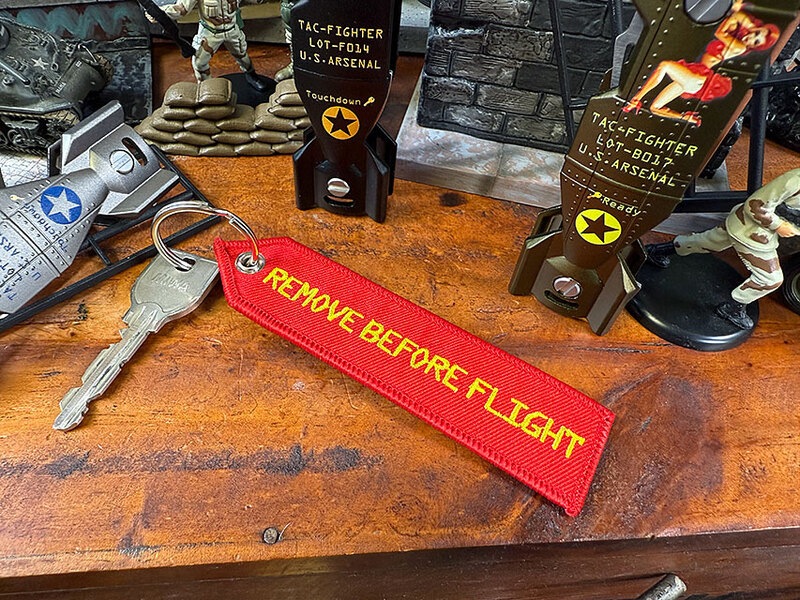 TAC-FIGHTER
LOT-F014
U.S.ARSENAL
Touchdown
TAC-FIGHTER
LOT-B017
U.S.ARSENAL
Ready
REMOVE BEFORE FLIGHT